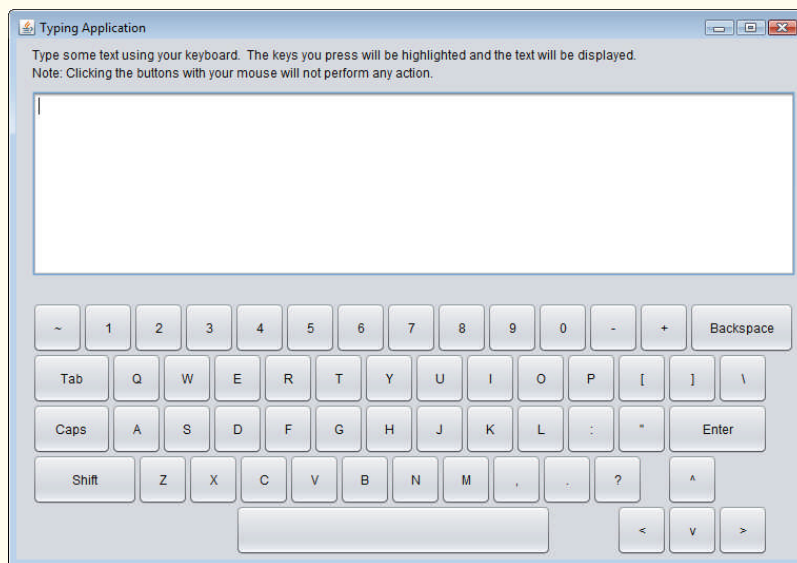 Typing Application
Type some text using your keyboard. The keys you press will be highlighted and the text will be displayed.
Note: Clicking the buttons with your mouse will not perform any action.
~ 1 2 3 4 5 6 7 8 9 0 - + Backspace
Tab Q W E R T Y U I O P [ ] \
Caps A S D F G H J K L : " Enter
Shift Z X C V B N M , . ? ^
< v >